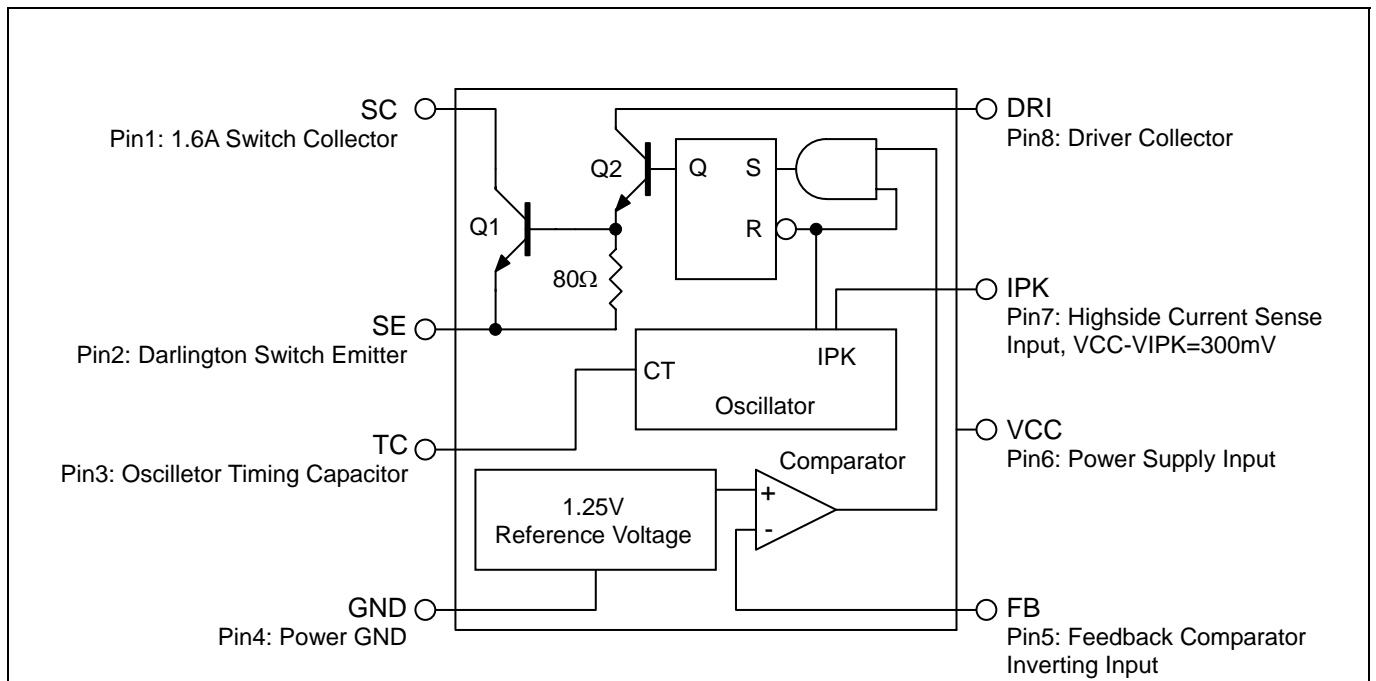 SC
Pin1: 1.6A Switch Collector
DRI
Pin8: Driver Collector
Q2
Q
S
R
Q1
80Ω
SE
Pin2: Darlington Switch Emitter
IPK
Pin7: Highside Current Sense
Input, VCC-VIPK=300mV
CT
IPK
Oscillator
TC
Pin3: Oscilletor Timing Capacitor
VCC
Pin6: Power Supply Input
Comparator
1.25V
Reference Voltage
+
-
GND
Pin4: Power GND
FB
Pin5: Feedback Comparator
Inverting Input